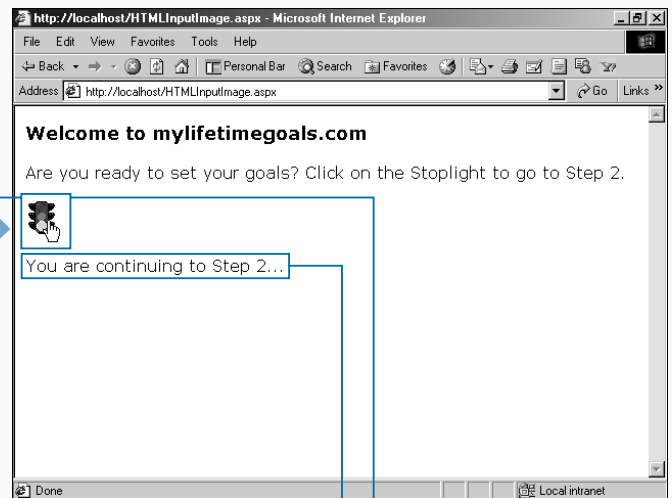 http://localhost/HTMLInputImage.aspx - Microsoft Internet Explorer
File Edit View Favorites Tools Help
Back Personal Bar Search Favorites
Address http://localhost/HTMLInputImage.aspx Go Links »
Welcome to mylifetimegoals.com
Are you ready to set your goals? Click on the Stoplight to go to Step 2.
You are continuing to Step 2...
Done Local intranet